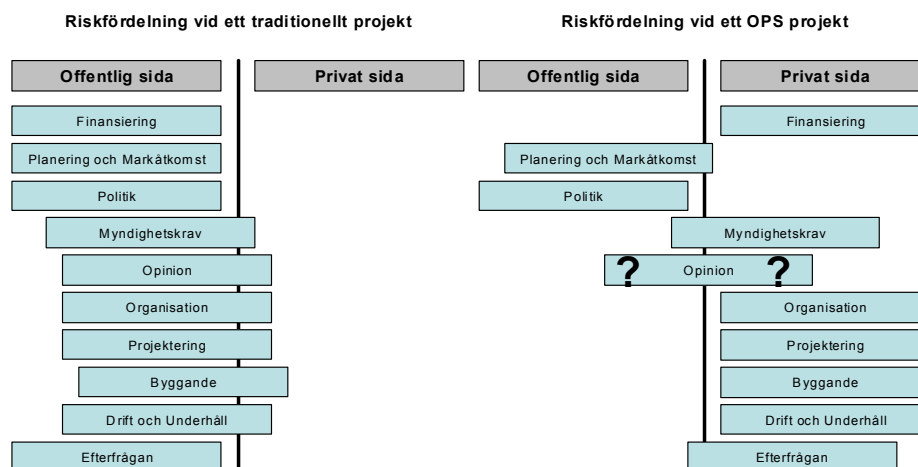 Riskfördelning vid ett traditionellt projekt
Offentlig sida
Privat sida
Finansiering
Planering och Markåtkomst
Politik
Myndighetskrav
Opinion
Organisation
Projektering
Byggande
Drift och Underhåll
Efterfrågan
Riskfördelning vid ett OPS projekt
Offentlig sida
Privat sida
Finansiering
Planering och Markåtkomst
Politik
Myndighetskrav
? Opinion ?
Organisation
Projektering
Byggande
Drift och Underhåll
Efterfrågan